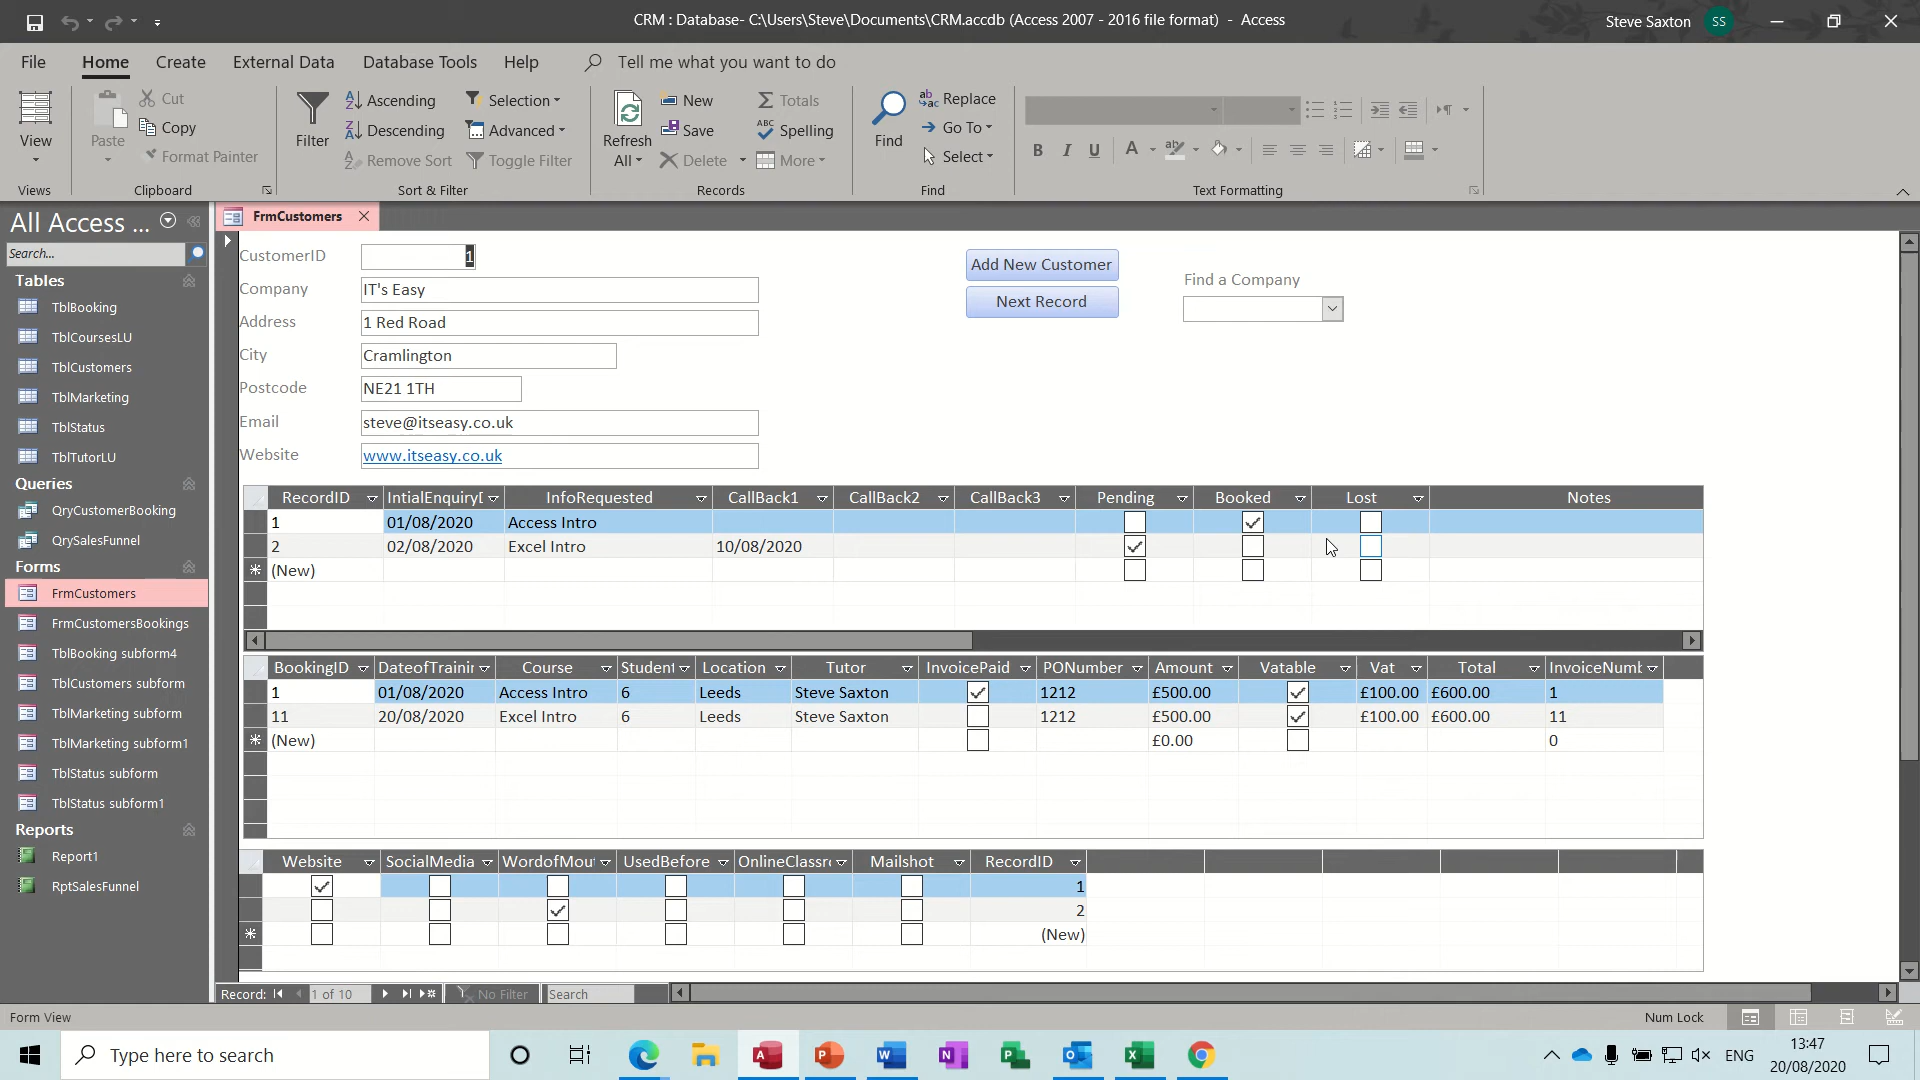 CRM : Database- C:\Users\Steve\Documents\CRM.accdb (Access 2007 - 2016 file format) - Access
Steve Saxton SS
File Home Create External Data Database Tools Help Tell me what you want to do
View
Views
Paste Cut Copy Format Painter
Clipboard
Filter Ascending Descending Remove Sort Selection Advanced Toggle Filter
Sort & Filter
Refresh All New Save Delete Totals Spelling More
Records
Find Replace Go To Select
Find
B I U A
Text Formatting
All Access ...
Search...
Tables
TblBooking
TblCoursesLU
TblCustomers
TblMarketing
TblStatus
TblTutorLU
Queries
QryCustomerBooking
QrySalesFunnel
Forms
FrmCustomers
FrmCustomersBookings
TblBooking subform4
TblCustomers subform
TblMarketing subform
TblMarketing subform1
TblStatus subform
TblStatus subform1
Reports
Report1
RptSalesFunnel
FrmCustomers
CustomerID 1
Company IT's Easy
Address 1 Red Road
City Cramlington
Postcode NE21 1TH
Email steve@itseasy.co.uk
Website www.itseasy.co.uk
Add New Customer
Next Record
Find a Company
RecordID IntialEnquiryD InfoRequested CallBack1 CallBack2 CallBack3 Pending Booked Lost Notes
1 01/08/2020 Access Intro
2 02/08/2020 Excel Intro 10/08/2020
(New)
BookingID DateofTrainin Course Student Location Tutor InvoicePaid PONumber Amount Vatable Vat Total InvoiceNumb
1 01/08/2020 Access Intro 6 Leeds Steve Saxton 1212 £500.00 £100.00 £600.00 1
11 20/08/2020 Excel Intro 6 Leeds Steve Saxton 1212 £500.00 £100.00 £600.00 11
(New) £0.00 0
Website SocialMedia WordofMout UsedBefore OnlineClassro Mailshot RecordID
1
2
(New)
Record: 1 of 10 No Filter Search
Form View
Num Lock
Type here to search
ENG
13:47
20/08/2020